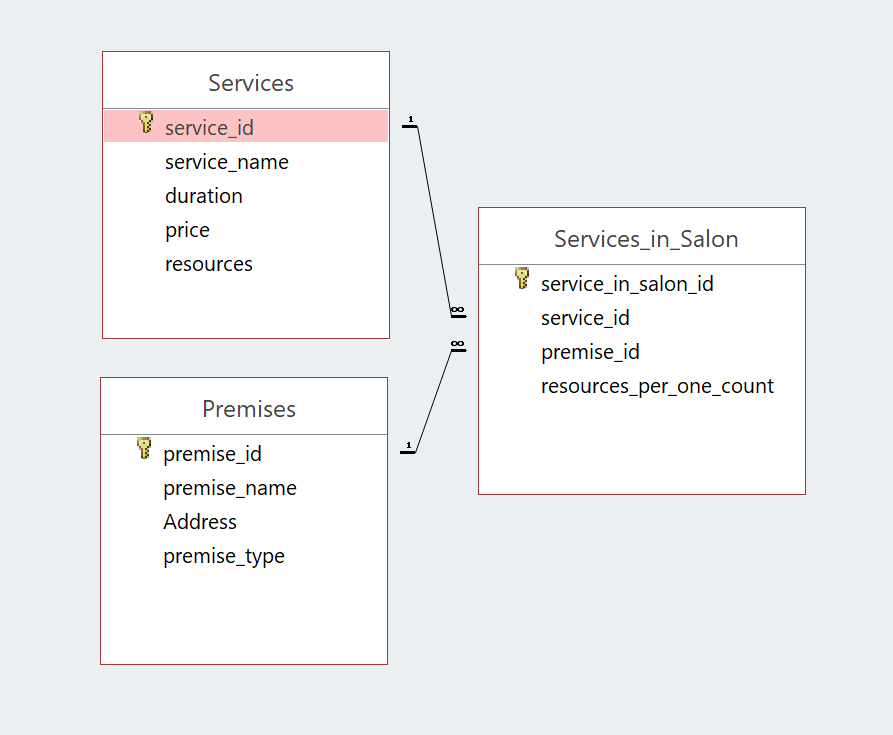 Services
service_id
service_name
duration
price
resources
1
∞
Services_in_Salon
service_in_salon_id
service_id
premise_id
resources_per_one_count
∞
1
Premises
premise_id
premise_name
Address
premise_type